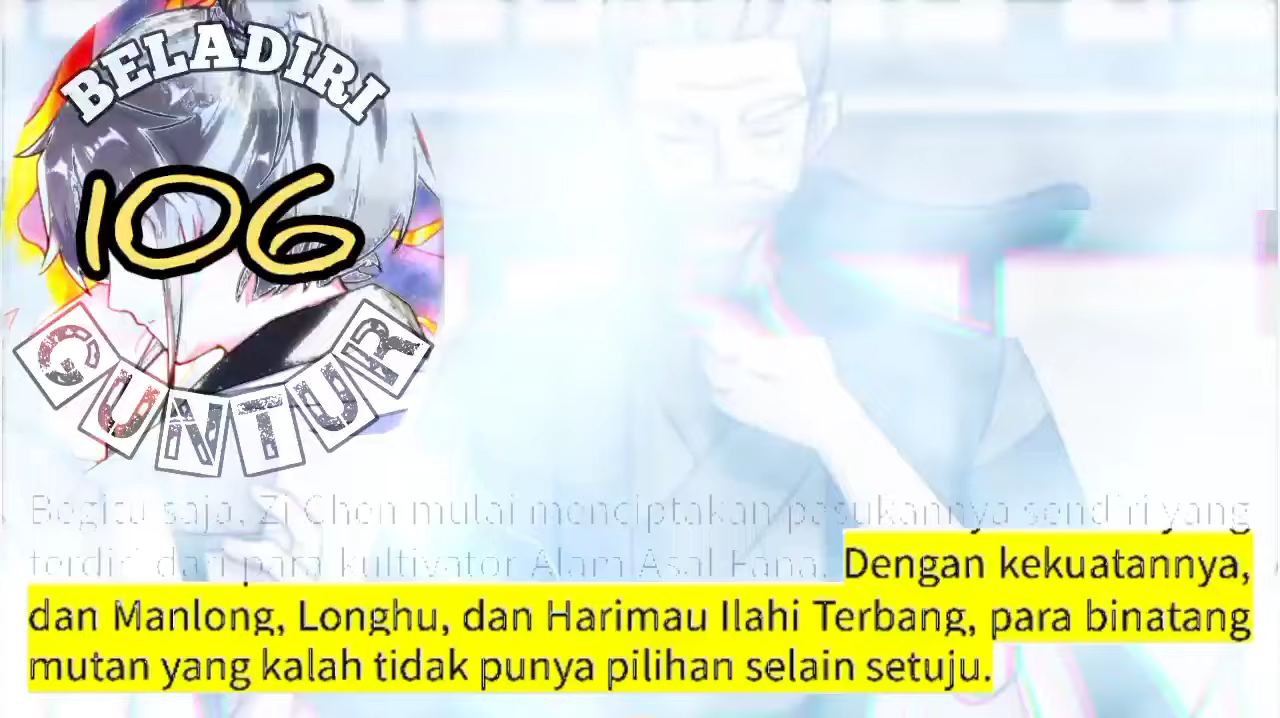 BELADIRI
106
GUNTUR
Begitu saja, Zi Chen mulai menciptakan pasukannya sendiri yang
terdiri dari para kultivator Alam Asal Fana. Dengan kekuatannya,
dan Manlong, Longhu, dan Harimau Ilahi Terbang, para binatang
mutan yang kalah tidak punya pilihan selain setuju.